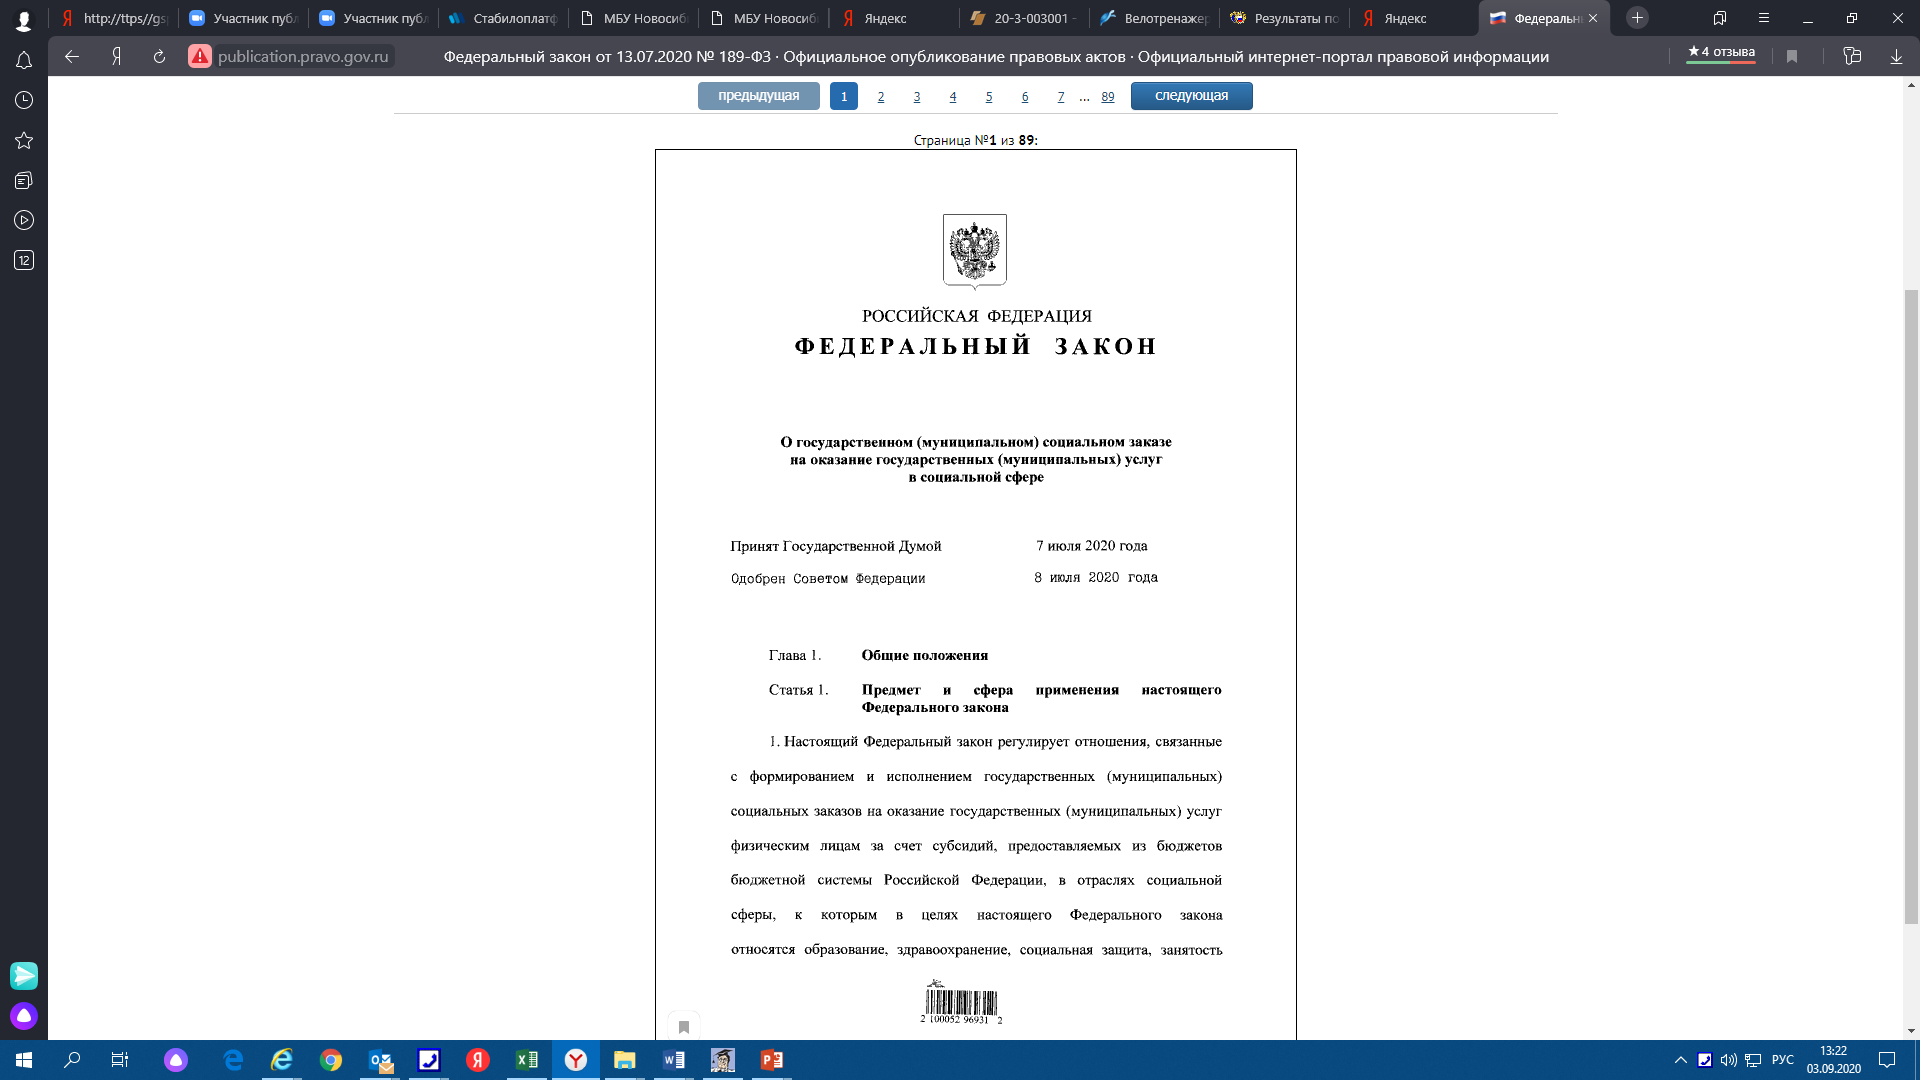 http://ttps//gs
Участник публ
Участник публ
Стабилоплатф
МБУ Новосиби
МБУ Новосиби
Яндекс
20-3-003001 -
Велотренажер
Результаты по
Яндекс
Федеральн
publication.pravo.gov.ru
Федеральный закон от 13.07.2020 № 189-ФЗ · Официальное опубликование правовых актов · Официальный интернет-портал правовой информации
★4 отзыва
предыдущая 1 2 3 4 5 6 7 ... 89 следующая
Страница №1 из 89:
12
РОССИЙСКАЯ ФЕДЕРАЦИЯ
ФЕДЕРАЛЬНЫЙ ЗАКОН
О государственном (муниципальном) социальном заказе
на оказание государственных (муниципальных) услуг
в социальной сфере
Принят Государственной Думой 7 июля 2020 года
Одобрен Советом Федерации 8 июля 2020 года
Глава 1. Общие положения
Статья 1. Предмет и сфера применения настоящего
Федерального закона
1. Настоящий Федеральный закон регулирует отношения, связанные
с формированием и исполнением государственных (муниципальных)
социальных заказов на оказание государственных (муниципальных) услуг
физическим лицам за счет субсидий, предоставляемых из бюджетов
бюджетной системы Российской Федерации, в отраслях социальной
сферы, к которым в целях настоящего Федерального закона
относятся образование, здравоохранение, социальная защита, занятость
2 100052 96931 2
РУС
13:22
03.09.2020